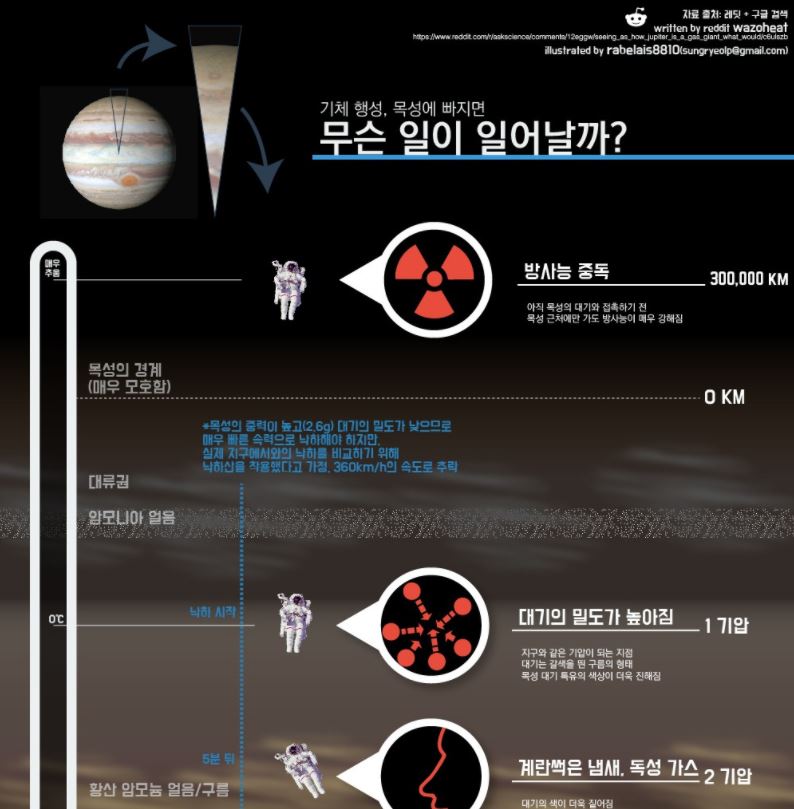 자료 출처: 레딧 + 구글 검색
written by reddit wazoheat
https://www.reddit.com/r/askscience/comments/12eggw/seeing_as_how_jupiter_is_a_gas_giant_what_would/c6ulszb
illustrated by rabelais8810(sungryeolp@gmail.com)
기체 행성, 목성에 빠지면
무슨 일이 일어날까?
매우
추움
방사능 중독
300,000 KM
아직 목성의 대기와 접촉하기 전
목성 근처에만 가도 방사능이 매우 강해짐
목성의 경계
(매우 모호함)
0 KM
*목성의 중력이 높고(2.6g) 대기의 밀도가 낮으므로
매우 빠른 속력으로 낙하해야 하지만,
실제 지구에서와의 낙하를 비교하기 위해
낙하산을 착용했다고 가정, 360km/h의 속도로 추락
대류권
암모니아 얼음
낙하 시작
0℃
대기의 밀도가 높아짐
1 기압
지구와 같은 기압이 되는 지점
대기는 갈색을 띈 구름의 형태
목성 대기 특유의 색상이 더욱 진해짐
5분 뒤
계란썩은 냄새, 독성 가스
2 기압
황산 암모늄 얼음/구름
대기의 색이 더욱 짙어짐